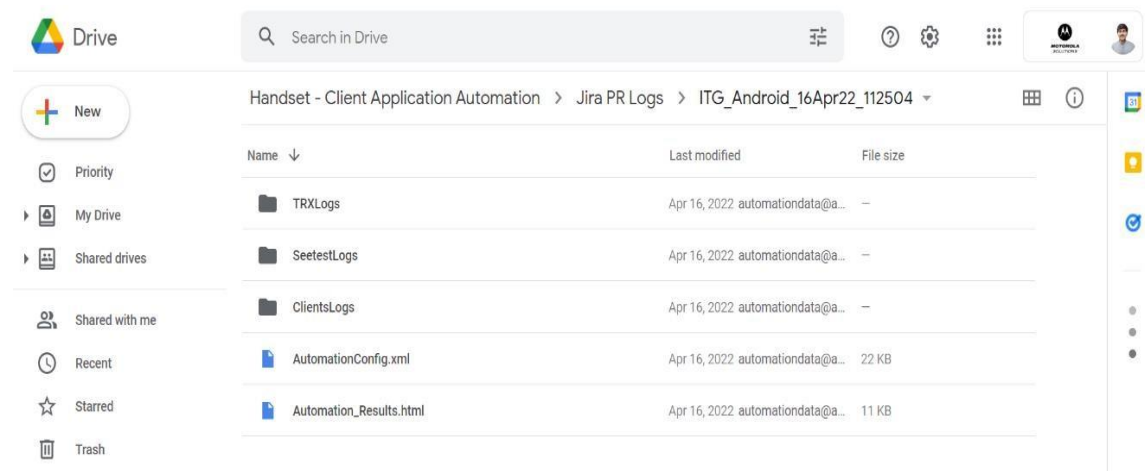 Drive
Search in Drive
MOTOROLA SOLUTIONS
New
Handset - Client Application Automation > Jira PR Logs > ITG_Android_16Apr22_112504
Name Last modified File size
Priority
TRXLogs Apr 16, 2022 automationdata@a... —
My Drive
SeetestLogs Apr 16, 2022 automationdata@a... —
Shared drives
ClientsLogs Apr 16, 2022 automationdata@a... —
Shared with me
AutomationConfig.xml Apr 16, 2022 automationdata@a... 22 KB
Recent
Automation_Results.html Apr 16, 2022 automationdata@a... 11 KB
Starred
Trash
31